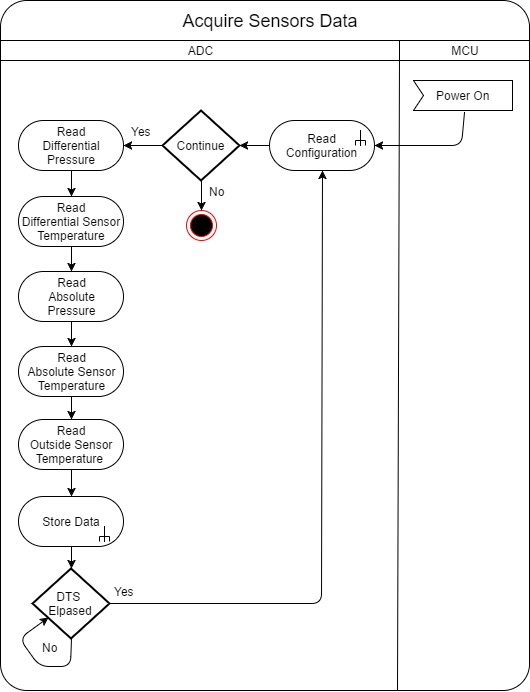 Acquire Sensors Data
ADC
MCU
Power On
Read
Differential
Pressure
Yes
Continue
Read
Configuration
No
Read
Differential Sensor
Temperature
Read
Absolute
Pressure
Read
Absolute Sensor
Temperature
Read
Outside Sensor
Temperature
Store Data
DTS
Elpased
Yes
No